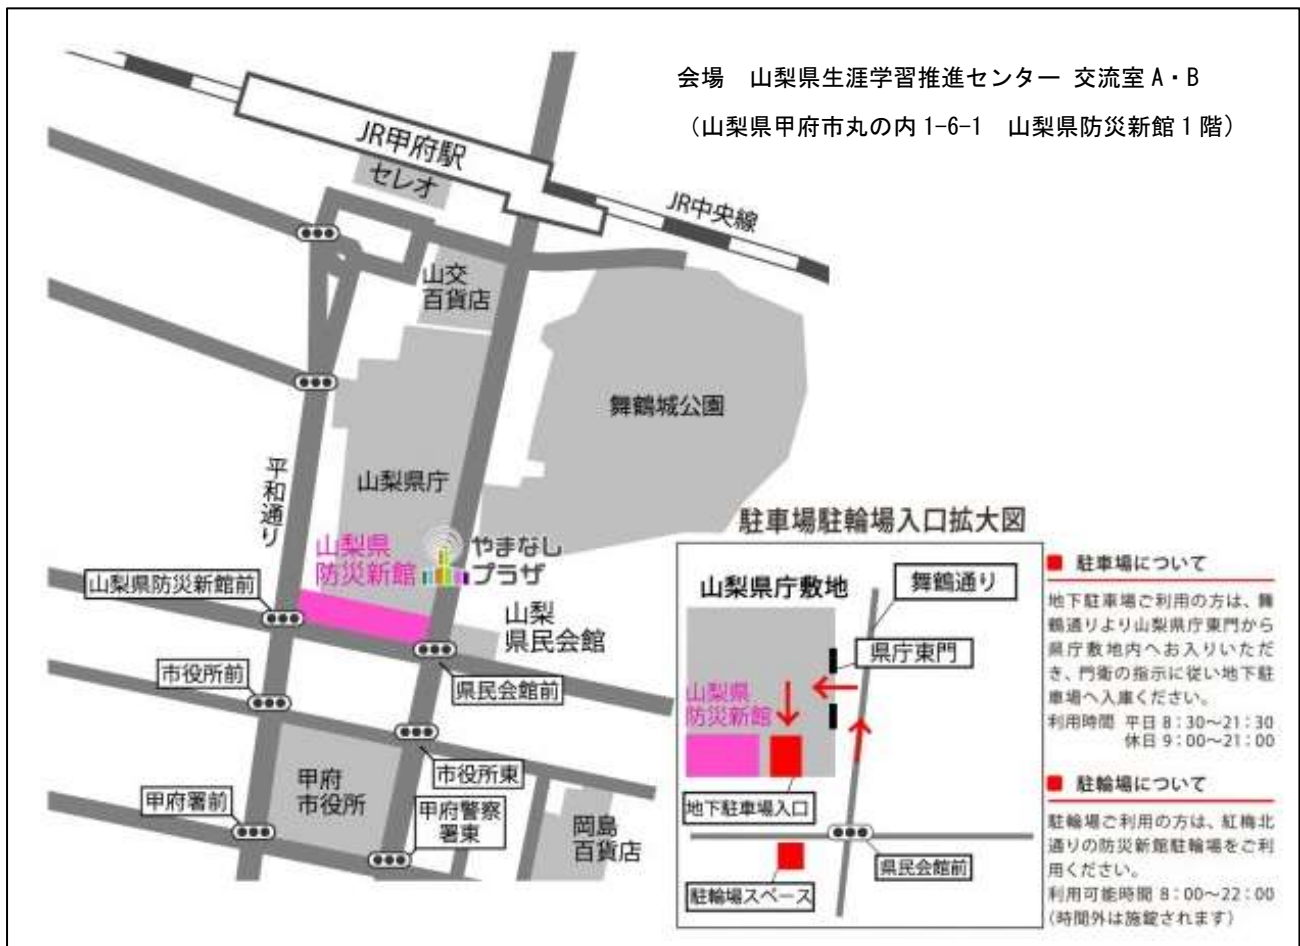 会場　山梨県生涯学習推進センター 交流室 A・B
（山梨県甲府市丸の内 1-6-1　山梨県防災新館 1 階）
JR甲府駅
セレオ
JR中央線
山交
百貨店
舞鶴城公園
山梨県庁
平和通り
山梨県
防災新館
やまなし
プラザ
山梨県防災新館前
山梨
県民会館
市役所前
県民会館前
甲府
市役所
市役所東
甲府署前
甲府警察
署東
岡島
百貨店
駐車場駐輪場入口拡大図
山梨県庁敷地
舞鶴通り
県庁東門
山梨県
防災新館
地下駐車場入口
県民会館前
駐輪場スペース
■ 駐車場について
地下駐車場ご利用の方は、舞
鶴通りより山梨県庁東門から
県庁敷地内へお入りいただ
き、門衛の指示に従い地下駐
車場へ入庫ください。
利用時間 平日 8：30～21：30
休日 9：00～21：00
■ 駐輪場について
駐輪場ご利用の方は、紅梅北
通りの防災新館駐輪場をご利
用ください。
利用可能時間 8：00～22：00
（時間外は施錠されます）